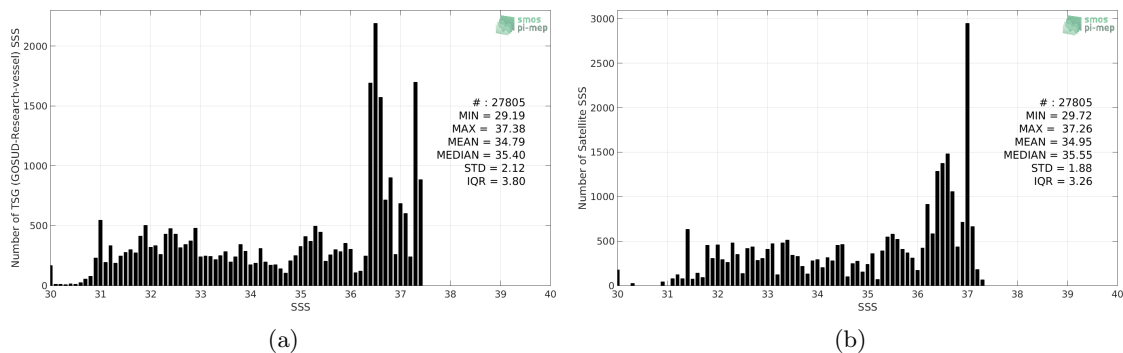 smos
pi-mep
Number of TSG (GOSUD-Research-vessel) SSS
2000
1500
1000
500
0
# : 27805
MIN = 29.19
MAX = 37.38
MEAN = 34.79
MEDIAN = 35.40
STD = 2.12
IQR = 3.80
30 31 32 33 34 35 36 37 38 39 40
SSS
(a)
smos
pi-mep
Number of Satellite SSS
3000
2500
2000
1500
1000
500
0
# : 27805
MIN = 29.72
MAX = 37.26
MEAN = 34.95
MEDIAN = 35.55
STD = 1.88
IQR = 3.26
30 31 32 33 34 35 36 37 38 39 40
SSS
(b)